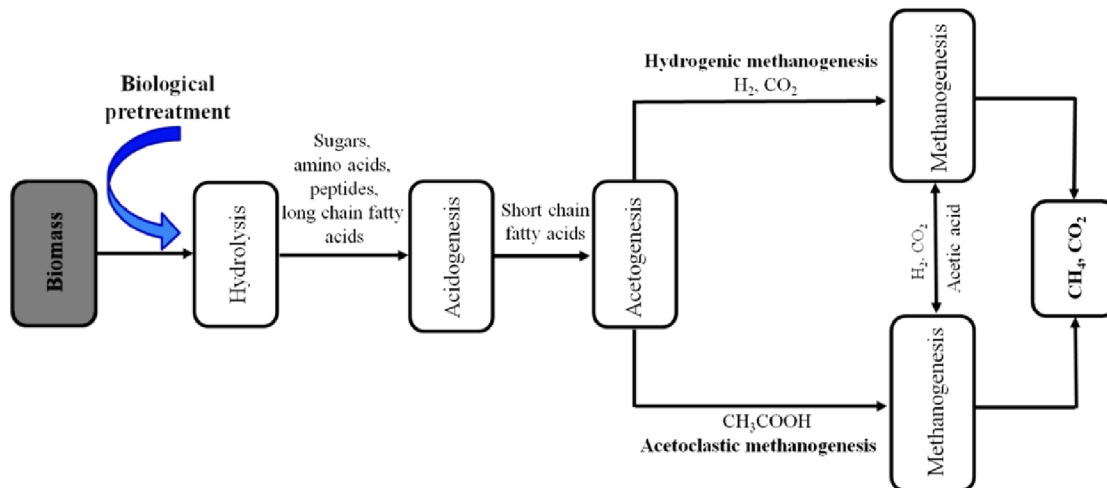 Biological
pretreatment
Biomass
Hydrolysis
Sugars,
amino acids,
peptides,
long chain fatty
acids
Acidogenesis
Short chain
fatty acids
Acetogenesis
Hydrogenic methanogenesis
H₂, CO₂
Methanogenesis
H₂, CO₂
Acetic acid
CH₄, CO₂
CH₃COOH
Acetoclastic methanogenesis
Methanogenesis